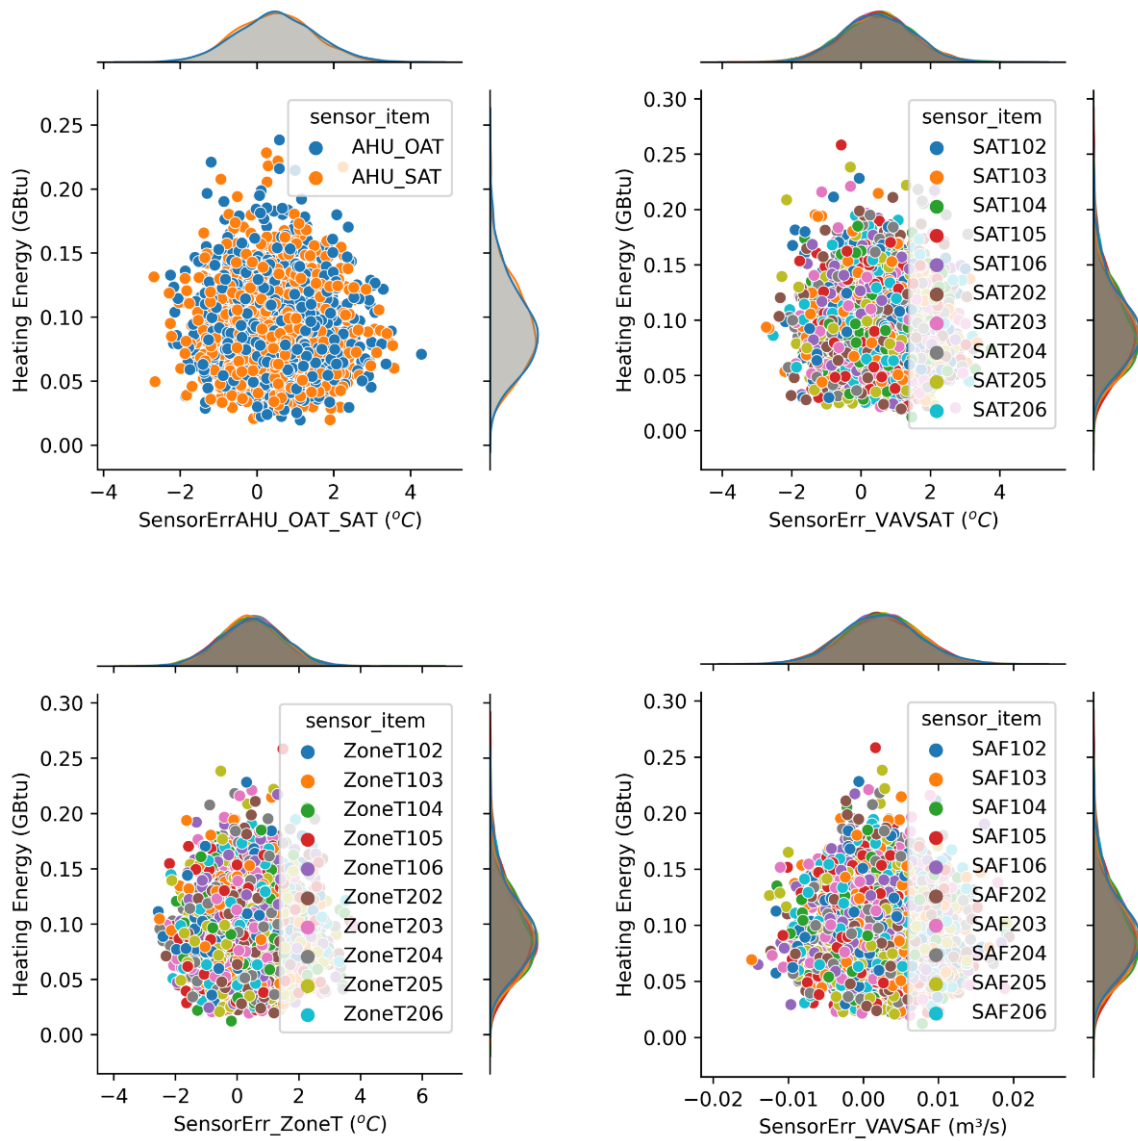 sensor_item
AHU_OAT
AHU_SAT
0.25
0.20
0.15
0.10
0.05
0.00
Heating Energy (GBtu)
−4 −2 0 2 4
SensorErrAHU_OAT_SAT (°C)
sensor_item
SAT102
SAT103
SAT104
SAT105
SAT106
SAT202
SAT203
SAT204
SAT205
SAT206
0.30
0.25
0.20
0.15
0.10
0.05
0.00
Heating Energy (GBtu)
−4 −2 0 2 4
SensorErr_VAVSAT (°C)
sensor_item
ZoneT102
ZoneT103
ZoneT104
ZoneT105
ZoneT106
ZoneT202
ZoneT203
ZoneT204
ZoneT205
ZoneT206
0.30
0.25
0.20
0.15
0.10
0.05
0.00
Heating Energy (GBtu)
−4 −2 0 2 4 6
SensorErr_ZoneT (°C)
sensor_item
SAF102
SAF103
SAF104
SAF105
SAF106
SAF202
SAF203
SAF204
SAF205
SAF206
0.30
0.25
0.20
0.15
0.10
0.05
0.00
Heating Energy (GBtu)
−0.02 −0.01 0.00 0.01 0.02
SensorErr_VAVSAF (m³/s)